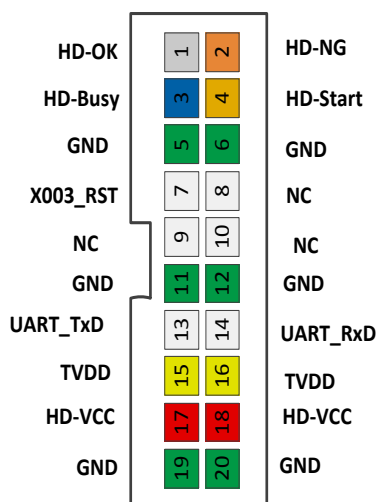 HD-OK 1 2 HD-NG
HD-Busy 3 4 HD-Start
GND 5 6 GND
X003_RST 7 8 NC
NC 9 10 NC
GND 11 12 GND
UART_TxD 13 14 UART_RxD
TVDD 15 16 TVDD
HD-VCC 17 18 HD-VCC
GND 19 20 GND